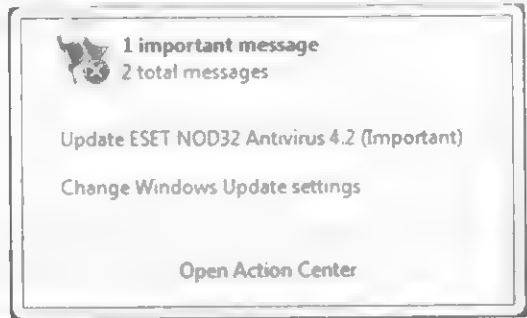 1 important message
2 total messages
Update ESET NOD32 Antivirus 4.2 (Important)
Change Windows Update settings
Open Action Center